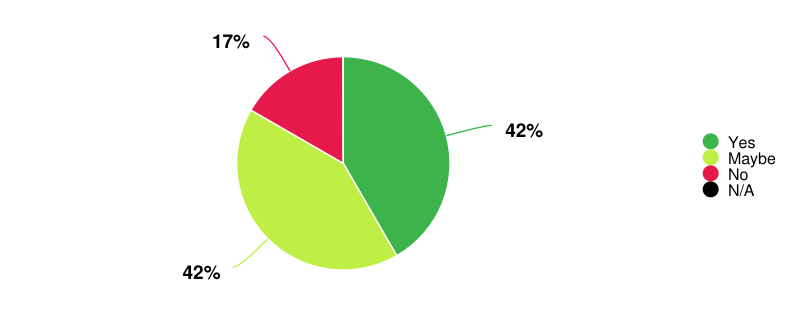 17%
42%
42%
Yes
Maybe
No
N/A